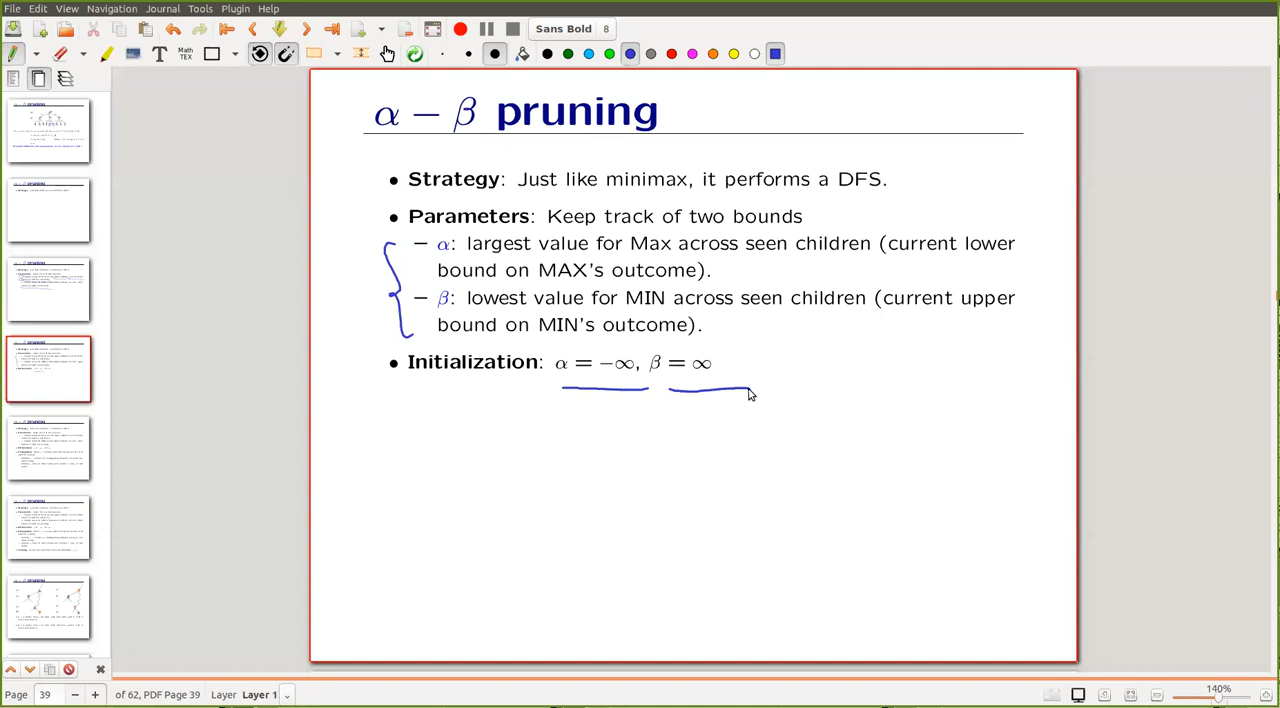 File Edit View Navigation Journal Tools Plugin Help
Sans Bold 8
Math
TEX
α − β pruning
• Strategy: Just like minimax, it performs a DFS.
• Parameters: Keep track of two bounds
– α: largest value for Max across seen children (current lower
bound on MAX's outcome).
– β: lowest value for MIN across seen children (current upper
bound on MIN's outcome).
• Initialization: α = −∞, β = ∞
Page 39 of 62, PDF Page 39 Layer Layer 1
140%